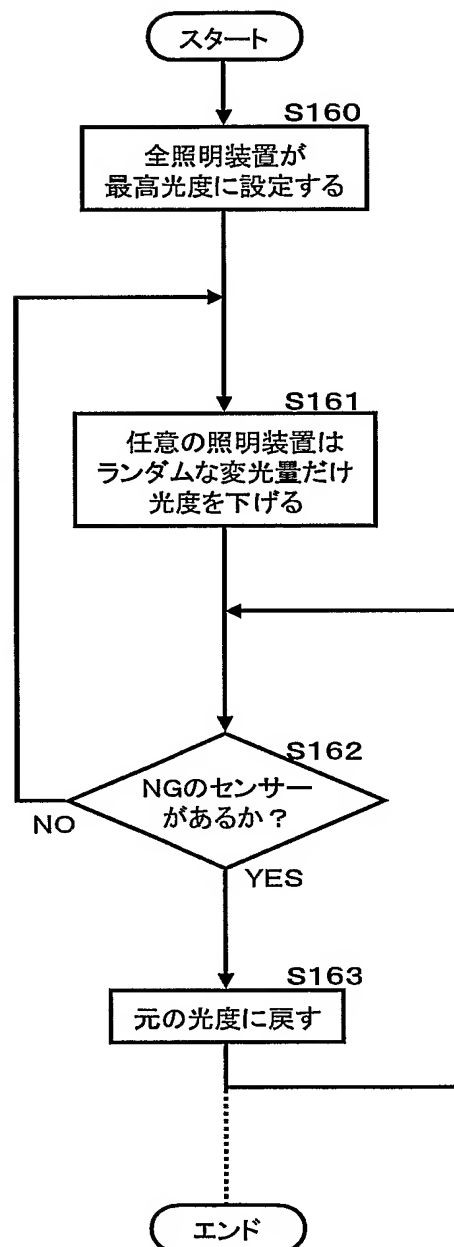 スタート
S160
全照明装置が
最高光度に設定する
S161
任意の照明装置は
ランダムな変光量だけ
光度を下げる
S162
NGのセンサー
があるか？
NO
YES
S163
元の光度に戻す
エンド